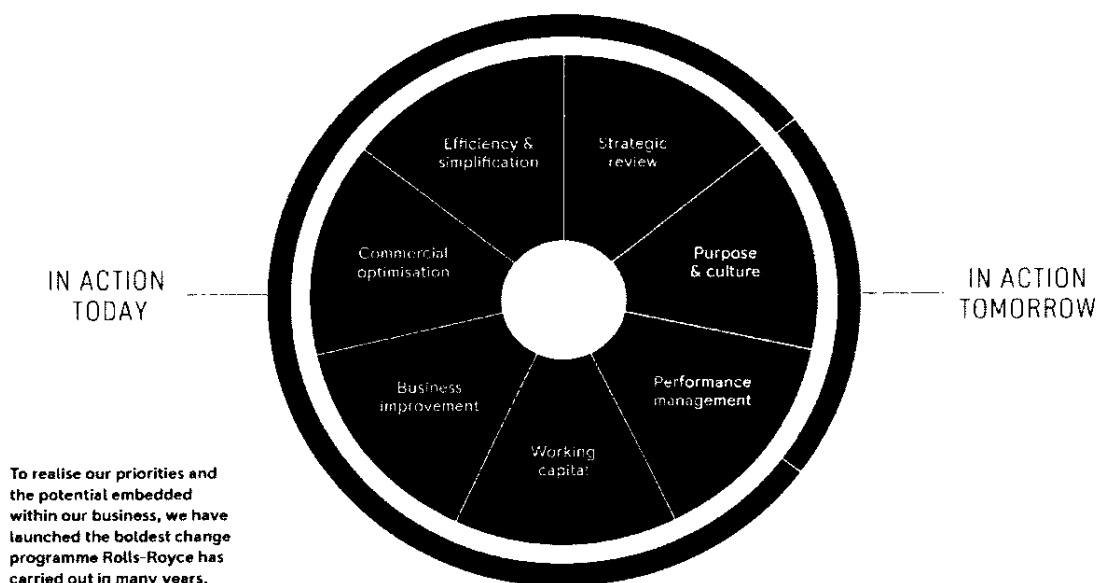 Efficiency &
simplification
Strategic
review
Commercial
optimisation
Purpose
& culture
IN ACTION
TODAY
IN ACTION
TOMORROW
Business
improvement
Performance
management
Working
capital
To realise our priorities and
the potential embedded
within our business, we have
launched the boldest change
programme Rolls-Royce has
carried out in many years.